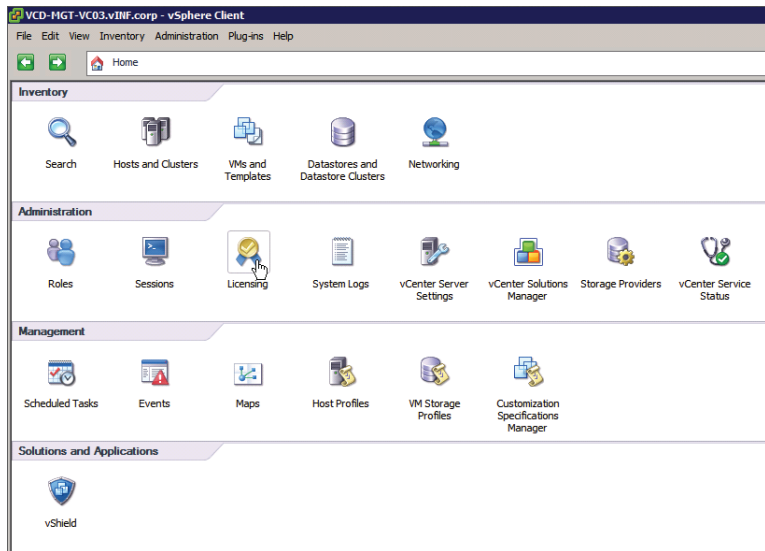 VCD-MGT-VC03.vINF.corp - vSphere Client
File Edit View Inventory Administration Plug-ins Help
Home
Inventory
Search
Hosts and Clusters
VMs and
Templates
Datastores and
Datastore Clusters
Networking
Administration
Roles
Sessions
Licensing
System Logs
vCenter Server
Settings
vCenter Solutions
Manager
Storage Providers
vCenter Service
Status
Management
Scheduled Tasks
Events
Maps
Host Profiles
VM Storage
Profiles
Customization
Specifications
Manager
Solutions and Applications
vShield